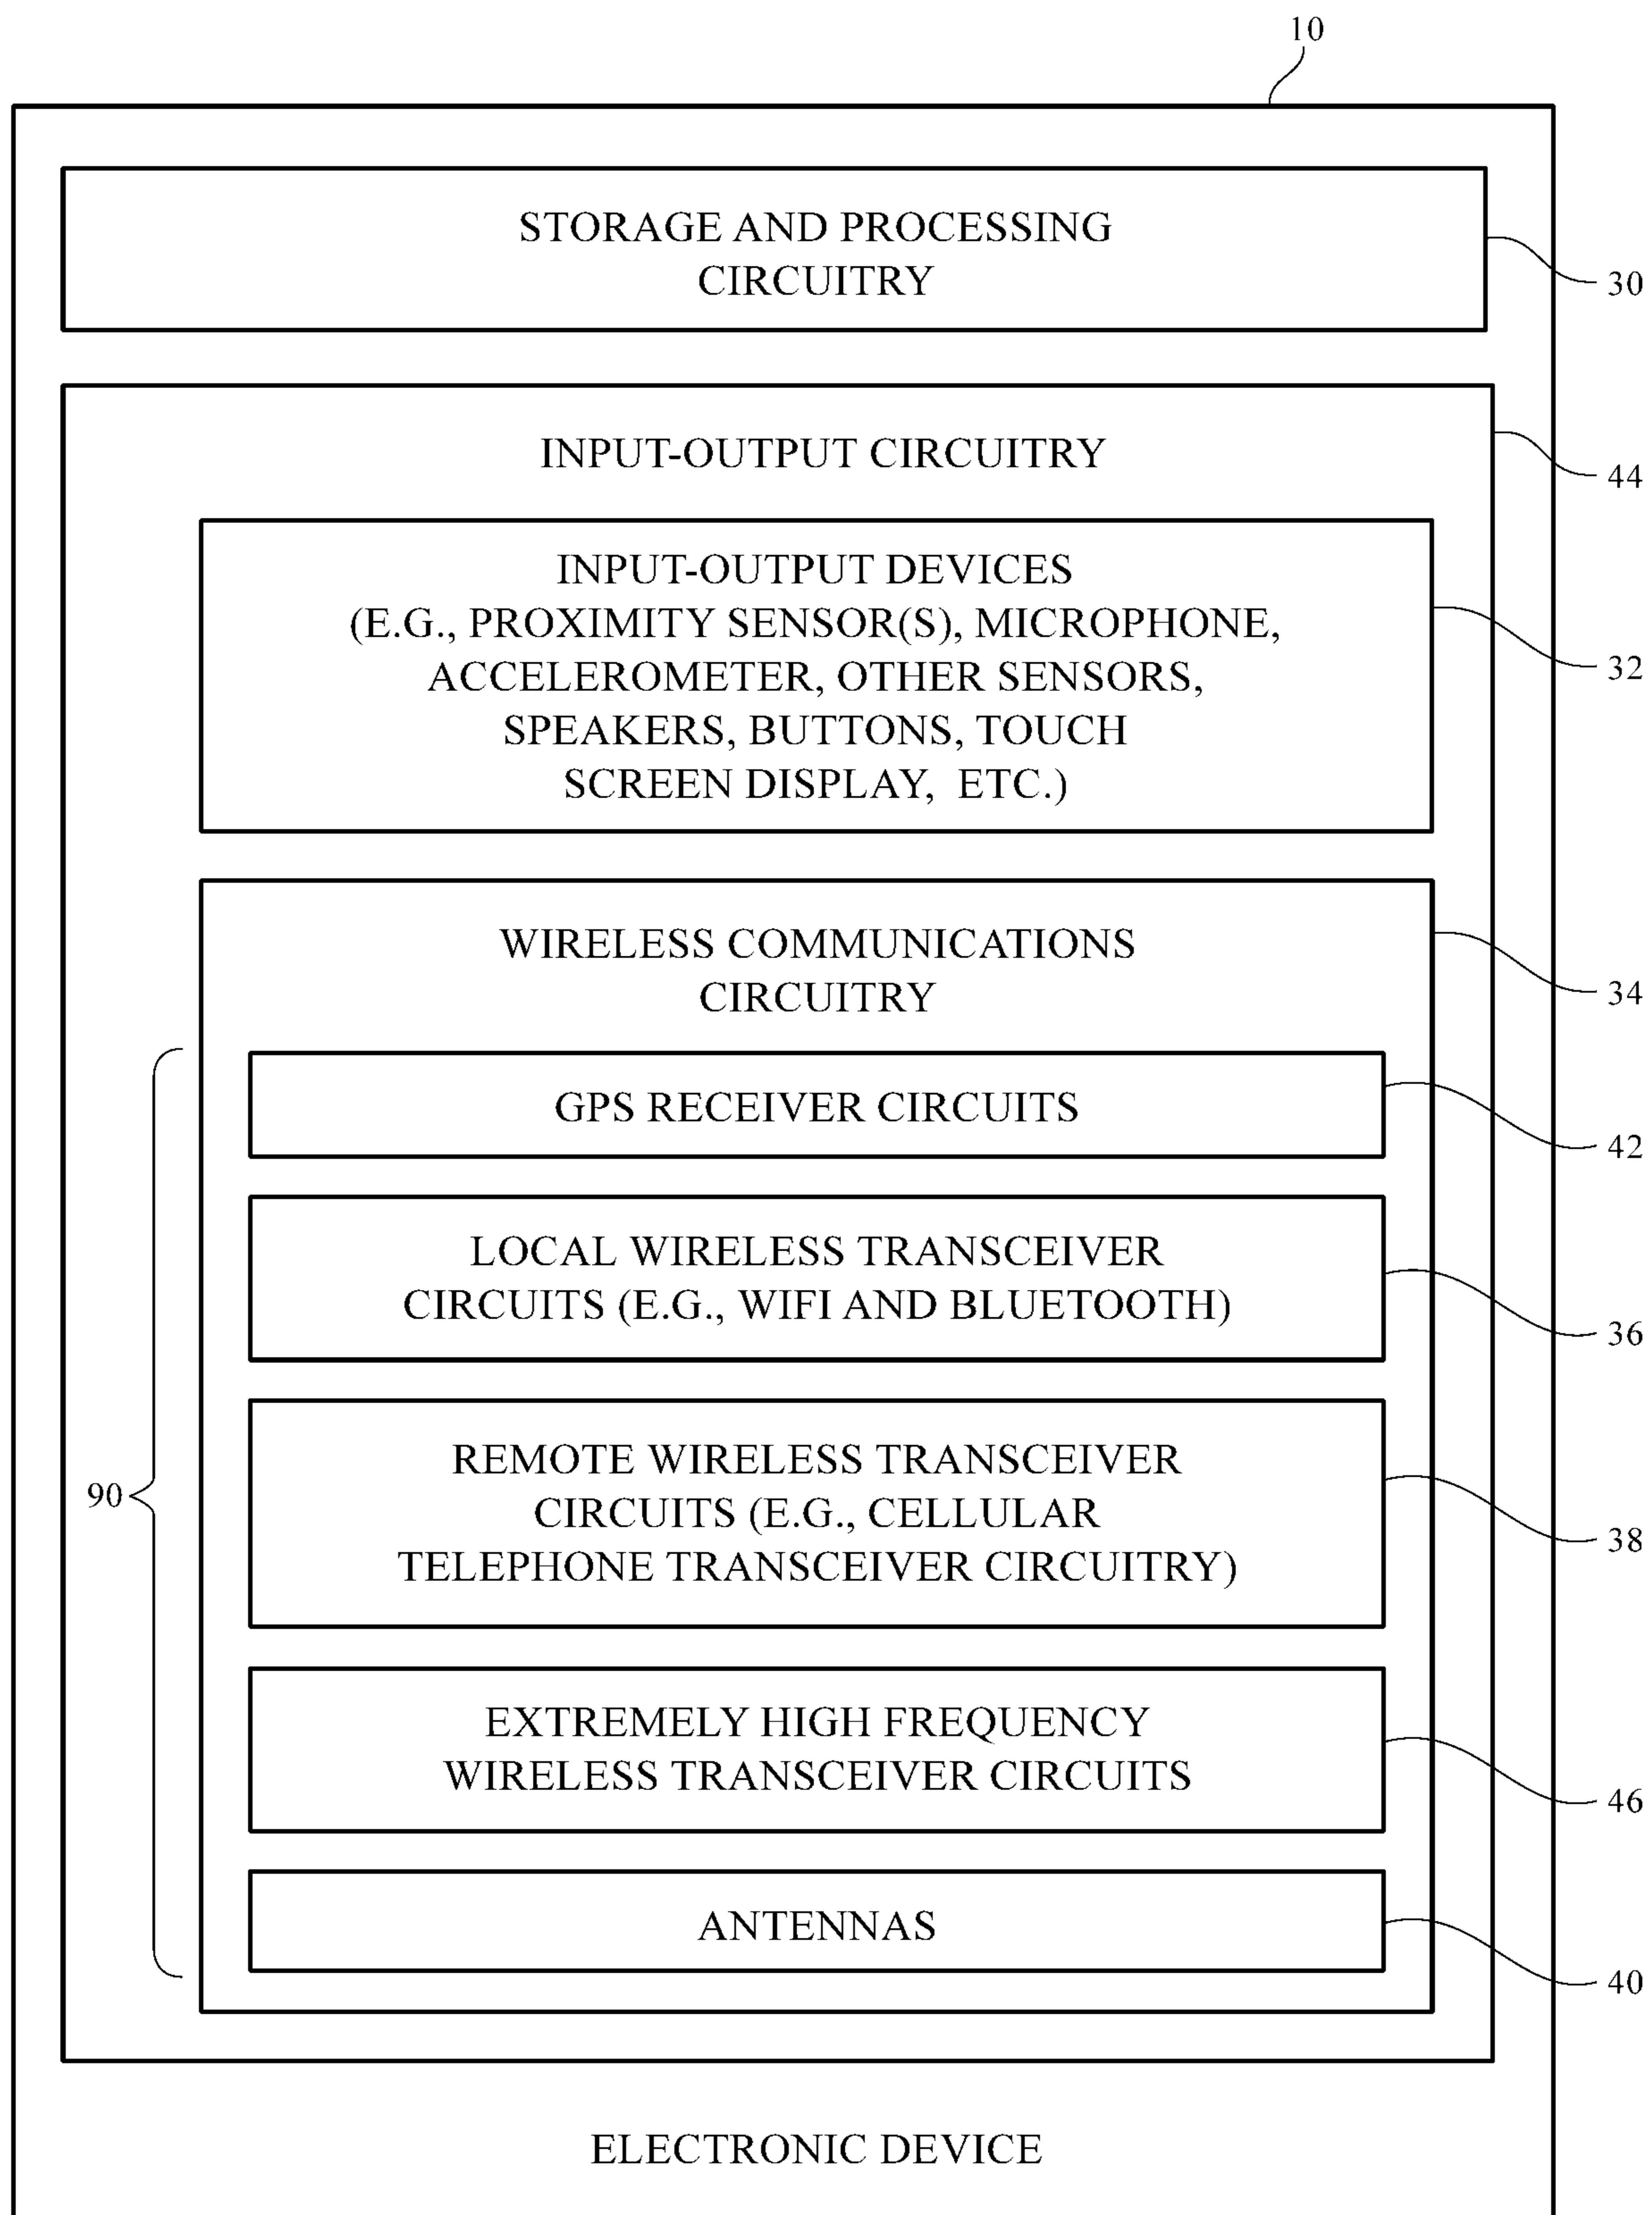 10
STORAGE AND PROCESSING
CIRCUITRY
30
INPUT-OUTPUT CIRCUITRY
44
INPUT-OUTPUT DEVICES
(E.G., PROXIMITY SENSOR(S), MICROPHONE,
ACCELEROMETER, OTHER SENSORS,
SPEAKERS, BUTTONS, TOUCH
SCREEN DISPLAY, ETC.)
32
WIRELESS COMMUNICATIONS
CIRCUITRY
34
GPS RECEIVER CIRCUITS
42
LOCAL WIRELESS TRANSCEIVER
CIRCUITS (E.G., WIFI AND BLUETOOTH)
36
90
REMOTE WIRELESS TRANSCEIVER
CIRCUITS (E.G., CELLULAR
TELEPHONE TRANSCEIVER CIRCUITRY)
38
EXTREMELY HIGH FREQUENCY
WIRELESS TRANSCEIVER CIRCUITS
46
ANTENNAS
40
ELECTRONIC DEVICE